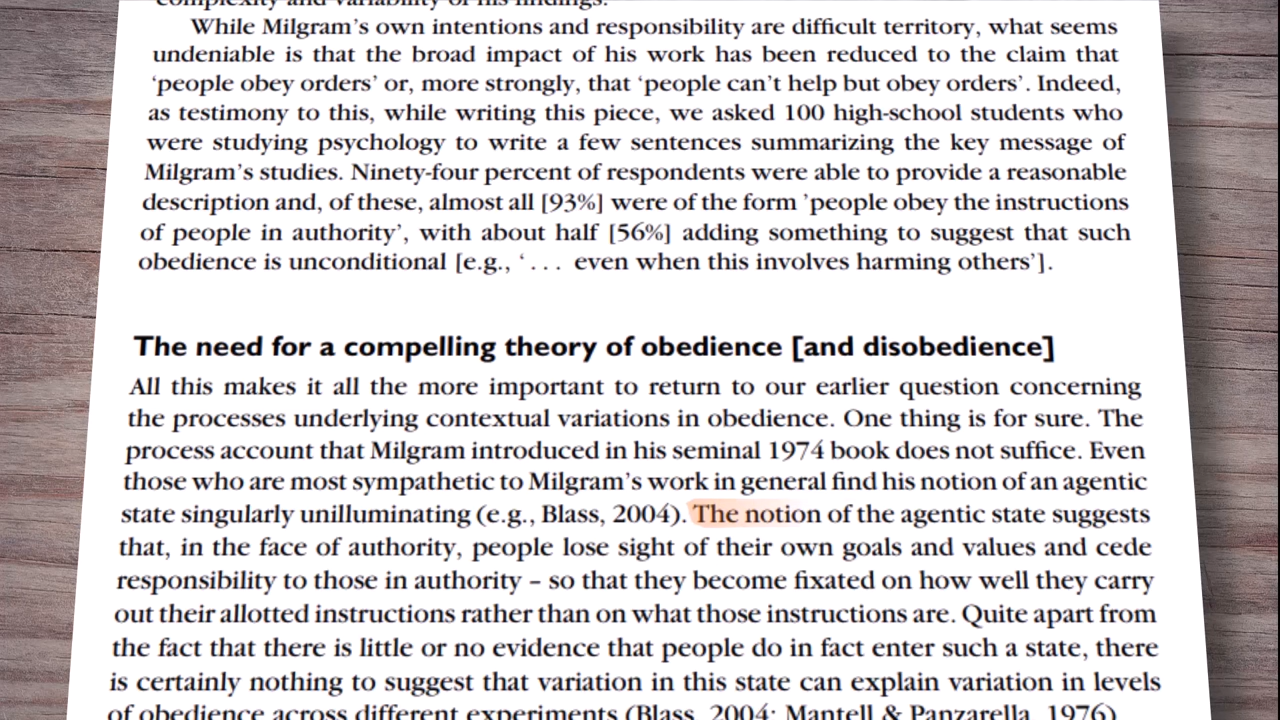 complexity and variability of his findings.
While Milgram's own intentions and responsibility are difficult territory, what seems
undeniable is that the broad impact of his work has been reduced to the claim that
‘people obey orders’ or, more strongly, that ‘people can’t help but obey orders’. Indeed,
as testimony to this, while writing this piece, we asked 100 high-school students who
were studying psychology to write a few sentences summarizing the key message of
Milgram’s studies. Ninety-four percent of respondents were able to provide a reasonable
description and, of these, almost all [93%] were of the form ’people obey the instructions
of people in authority’, with about half [56%] adding something to suggest that such
obedience is unconditional [e.g., ‘. . . even when this involves harming others’].
The need for a compelling theory of obedience [and disobedience]
All this makes it all the more important to return to our earlier question concerning
the processes underlying contextual variations in obedience. One thing is for sure. The
process account that Milgram introduced in his seminal 1974 book does not suffice. Even
those who are most sympathetic to Milgram’s work in general find his notion of an agentic
state singularly unilluminating (e.g., Blass, 2004). The notion of the agentic state suggests
that, in the face of authority, people lose sight of their own goals and values and cede
responsibility to those in authority – so that they become fixated on how well they carry
out their allotted instructions rather than on what those instructions are. Quite apart from
the fact that there is little or no evidence that people do in fact enter such a state, there
is certainly nothing to suggest that variation in this state can explain variation in levels
of obedience across different experiments (Blass, 2004; Mantell & Panzarella, 1976)